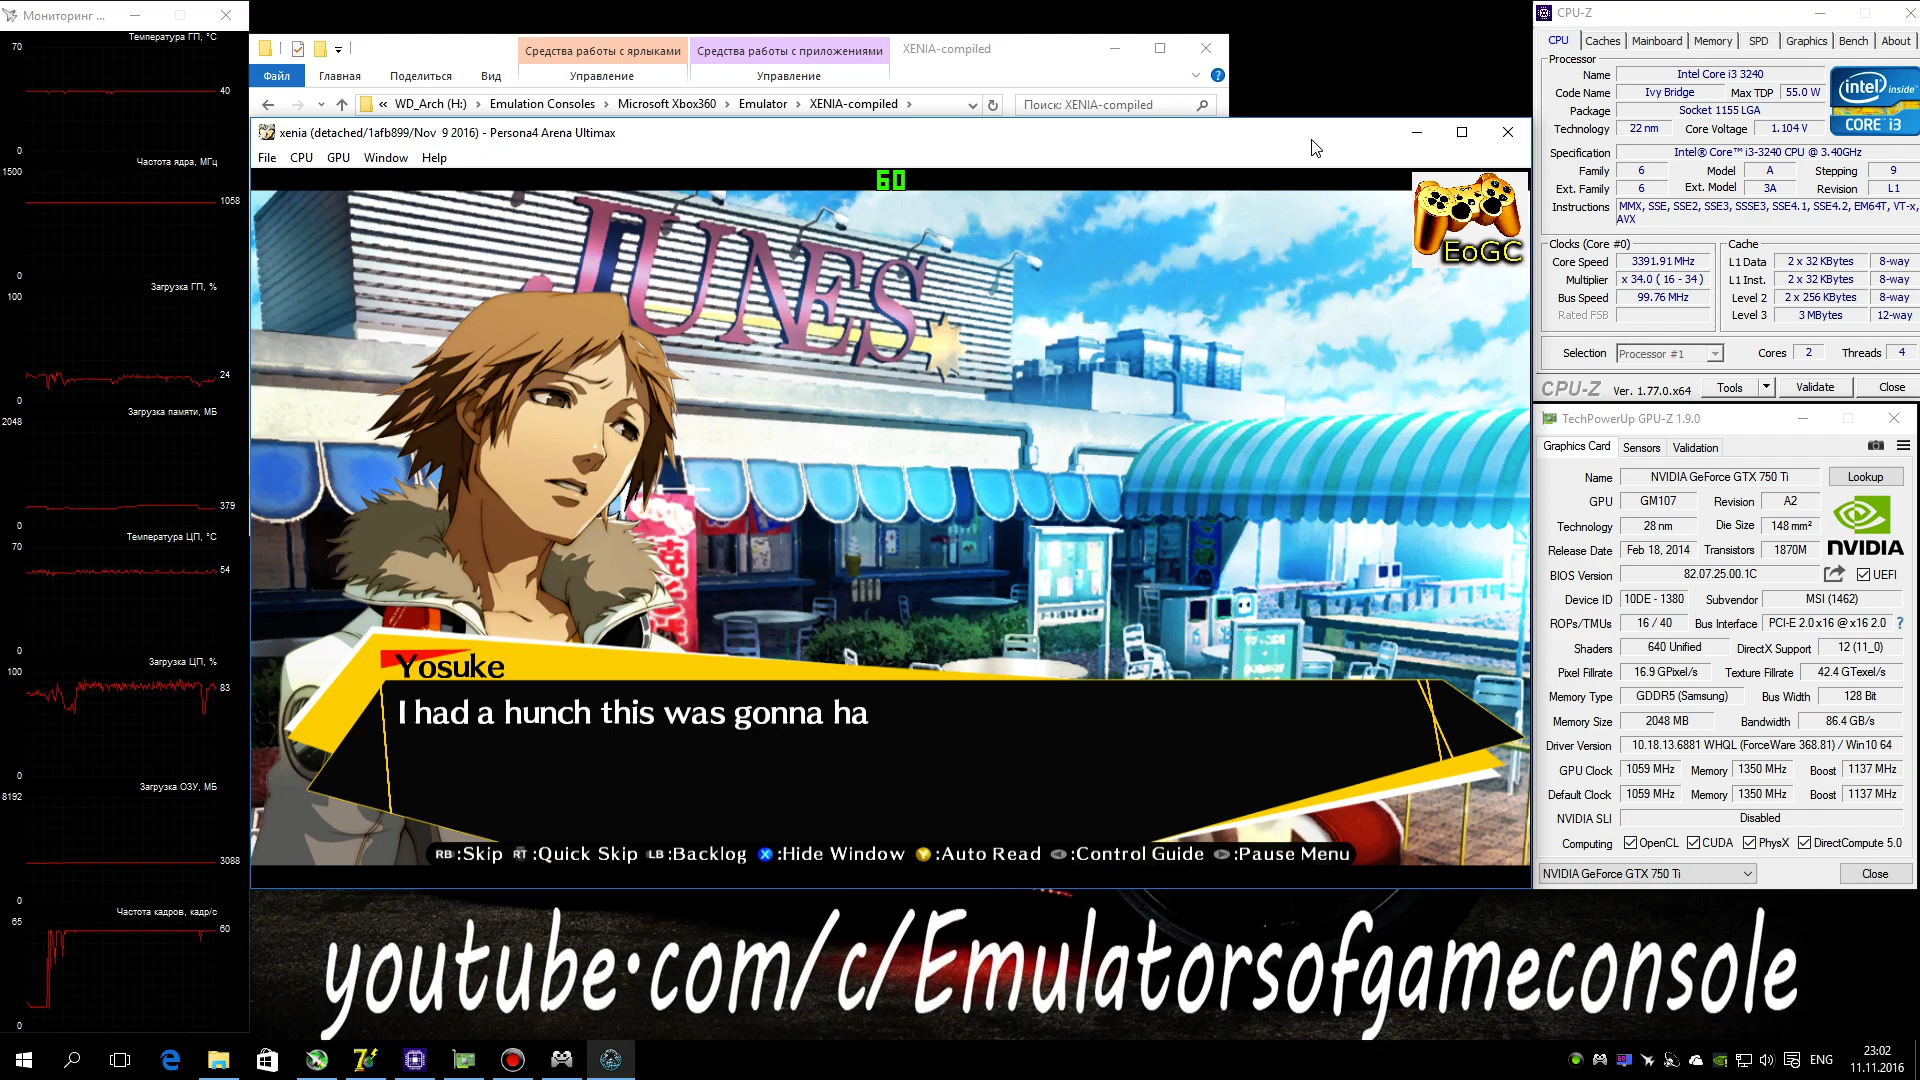 Мониторинг ...
Температура ГП, °C
70
40
0
Частота ядра, МГц
1500
1058
0
Загрузка ГП, %
100
24
0
Загрузка памяти, МБ
2048
379
0
Температура ЦП, °C
70
54
0
Загрузка ЦП, %
100
83
0
Загрузка ОЗУ, МБ
8192
3088
0
Частота кадров, кадр/с
65
60
0
Средства работы с ярлыками
Средства работы с приложениями
XENIA-compiled
Файл
Главная
Поделиться
Вид
Управление
Управление
« WD_Arch (H:) > Emulation Consoles > Microsoft Xbox360 > Emulator > XENIA-compiled >
Поиск: XENIA-compiled
xenia (detached/1afb899/Nov 9 2016) - Persona4 Arena Ultimax
File CPU GPU Window Help
60
EoGC
JUNES
Yosuke
I had a hunch this was gonna ha
RB:Skip RT:Quick Skip LB:Backlog X:Hide Window Y:Auto Read :Control Guide :Pause Menu
youtube.com/c/Emulatorsofgameconsole
CPU-Z
CPU Caches Mainboard Memory SPD Graphics Bench About
Processor
Name Intel Core i3 3240
Code Name Ivy Bridge Max TDP 55.0 W
Package Socket 1155 LGA
Technology 22 nm Core Voltage 1.104 V
intel inside™
CORE i3
Specification Intel® Core™ i3-3240 CPU @ 3.40GHz
Family 6 Model A Stepping 9
Ext. Family 6 Ext. Model 3A Revision L1
Instructions MMX, SSE, SSE2, SSE3, SSSE3, SSE4.1, SSE4.2, EM64T, VT-x,
AVX
Clocks (Core #0)
Core Speed 3391.91 MHz
Multiplier x 34.0 ( 16 - 34 )
Bus Speed 99.76 MHz
Rated FSB
Cache
L1 Data 2 x 32 KBytes 8-way
L1 Inst. 2 x 32 KBytes 8-way
Level 2 2 x 256 KBytes 8-way
Level 3 3 MBytes 12-way
Selection Processor #1 Cores 2 Threads 4
CPU-Z Ver. 1.77.0.x64 Tools Validate Close
TechPowerUp GPU-Z 1.9.0
Graphics Card Sensors Validation
Name NVIDIA GeForce GTX 750 Ti Lookup
GPU GM107 Revision A2
Technology 28 nm Die Size 148 mm²
Release Date Feb 18, 2014 Transistors 1870M
NVIDIA
BIOS Version 82.07.25.00.1C UEFI
Device ID 10DE - 1380 Subvendor MSI (1462)
ROPs/TMUs 16 / 40 Bus Interface PCI-E 2.0 x16 @ x16 2.0 ?
Shaders 640 Unified DirectX Support 12 (11_0)
Pixel Fillrate 16.9 GPixel/s Texture Fillrate 42.4 GTexel/s
Memory Type GDDR5 (Samsung) Bus Width 128 Bit
Memory Size 2048 MB Bandwidth 86.4 GB/s
Driver Version 10.18.13.6881 WHQL (ForceWare 368.81) / Win10 64
GPU Clock 1059 MHz Memory 1350 MHz Boost 1137 MHz
Default Clock 1059 MHz Memory 1350 MHz Boost 1137 MHz
NVIDIA SLI Disabled
Computing OpenCL CUDA PhysX DirectCompute 5.0
NVIDIA GeForce GTX 750 Ti Close
ENG
23:02
11.11.2016